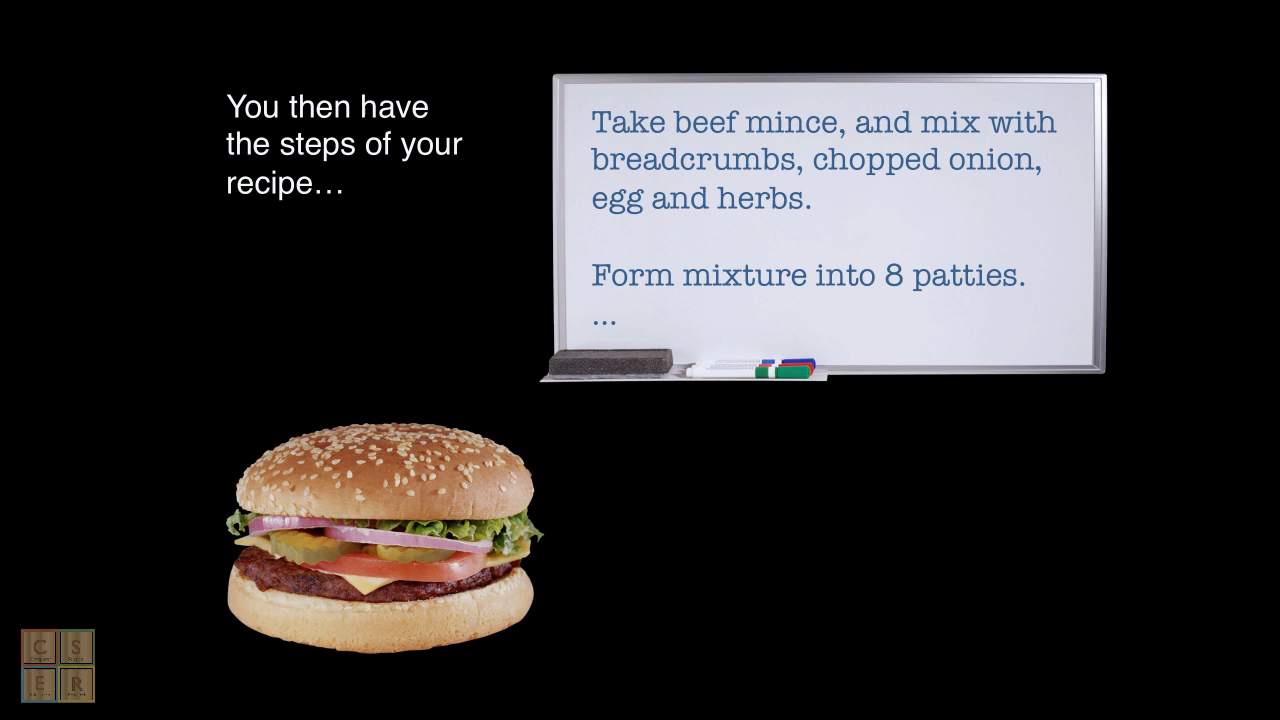 You then have
the steps of your
recipe…
Take beef mince, and mix with
breadcrumbs, chopped onion,
egg and herbs.
Form mixture into 8 patties.
...
C S
E R